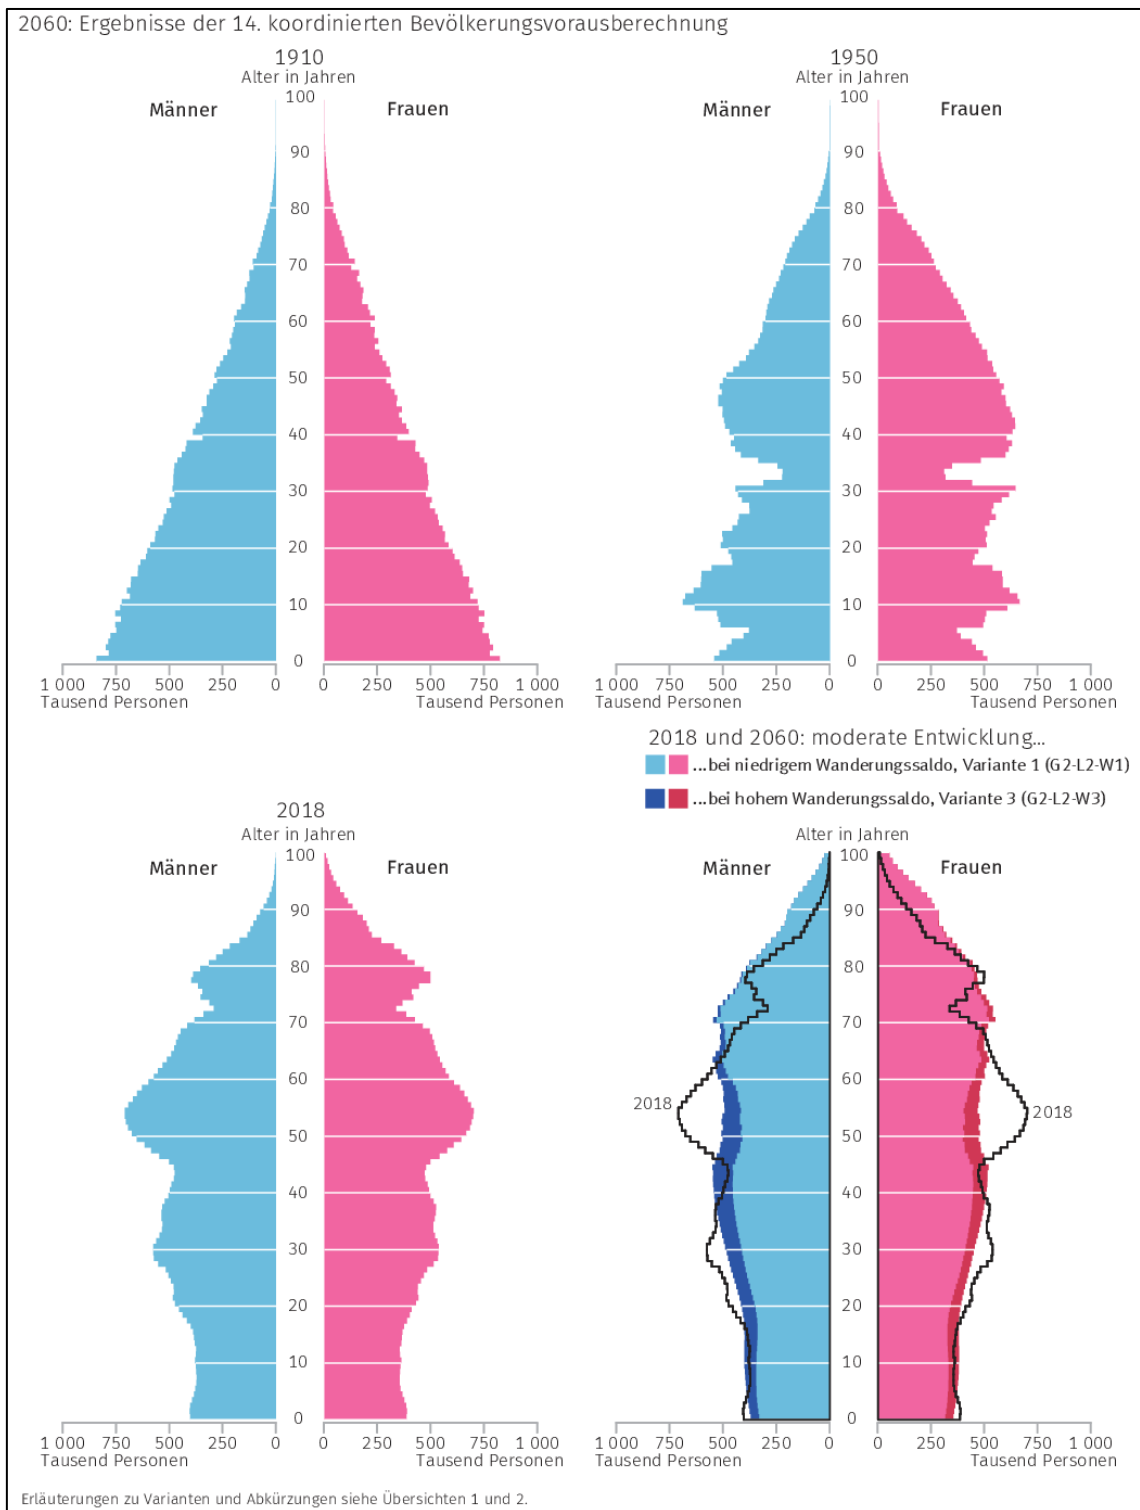 2060: Ergebnisse der 14. koordinierten Bevölkerungsvorausberechnung
1910
Alter in Jahren
Männer
Frauen
100
90
80
70
60
50
40
30
20
10
0
1 000 750 500 250 0
0 250 500 750 1 000
Tausend Personen
Tausend Personen
1950
Alter in Jahren
Männer
Frauen
100
90
80
70
60
50
40
30
20
10
0
1 000 750 500 250 0
0 250 500 750 1 000
Tausend Personen
Tausend Personen
2018 und 2060: moderate Entwicklung...
...bei niedrigem Wanderungssaldo, Variante 1 (G2-L2-W1)
...bei hohem Wanderungssaldo, Variante 3 (G2-L2-W3)
2018
Alter in Jahren
Männer
Frauen
100
90
80
70
60
50
40
30
20
10
0
1 000 750 500 250 0
0 250 500 750 1 000
Tausend Personen
Tausend Personen
Alter in Jahren
Männer
Frauen
100
90
80
70
60
2018
2018
50
40
30
20
10
0
1 000 750 500 250 0
0 250 500 750 1 000
Tausend Personen
Tausend Personen
Erläuterungen zu Varianten und Abkürzungen siehe Übersichten 1 und 2.